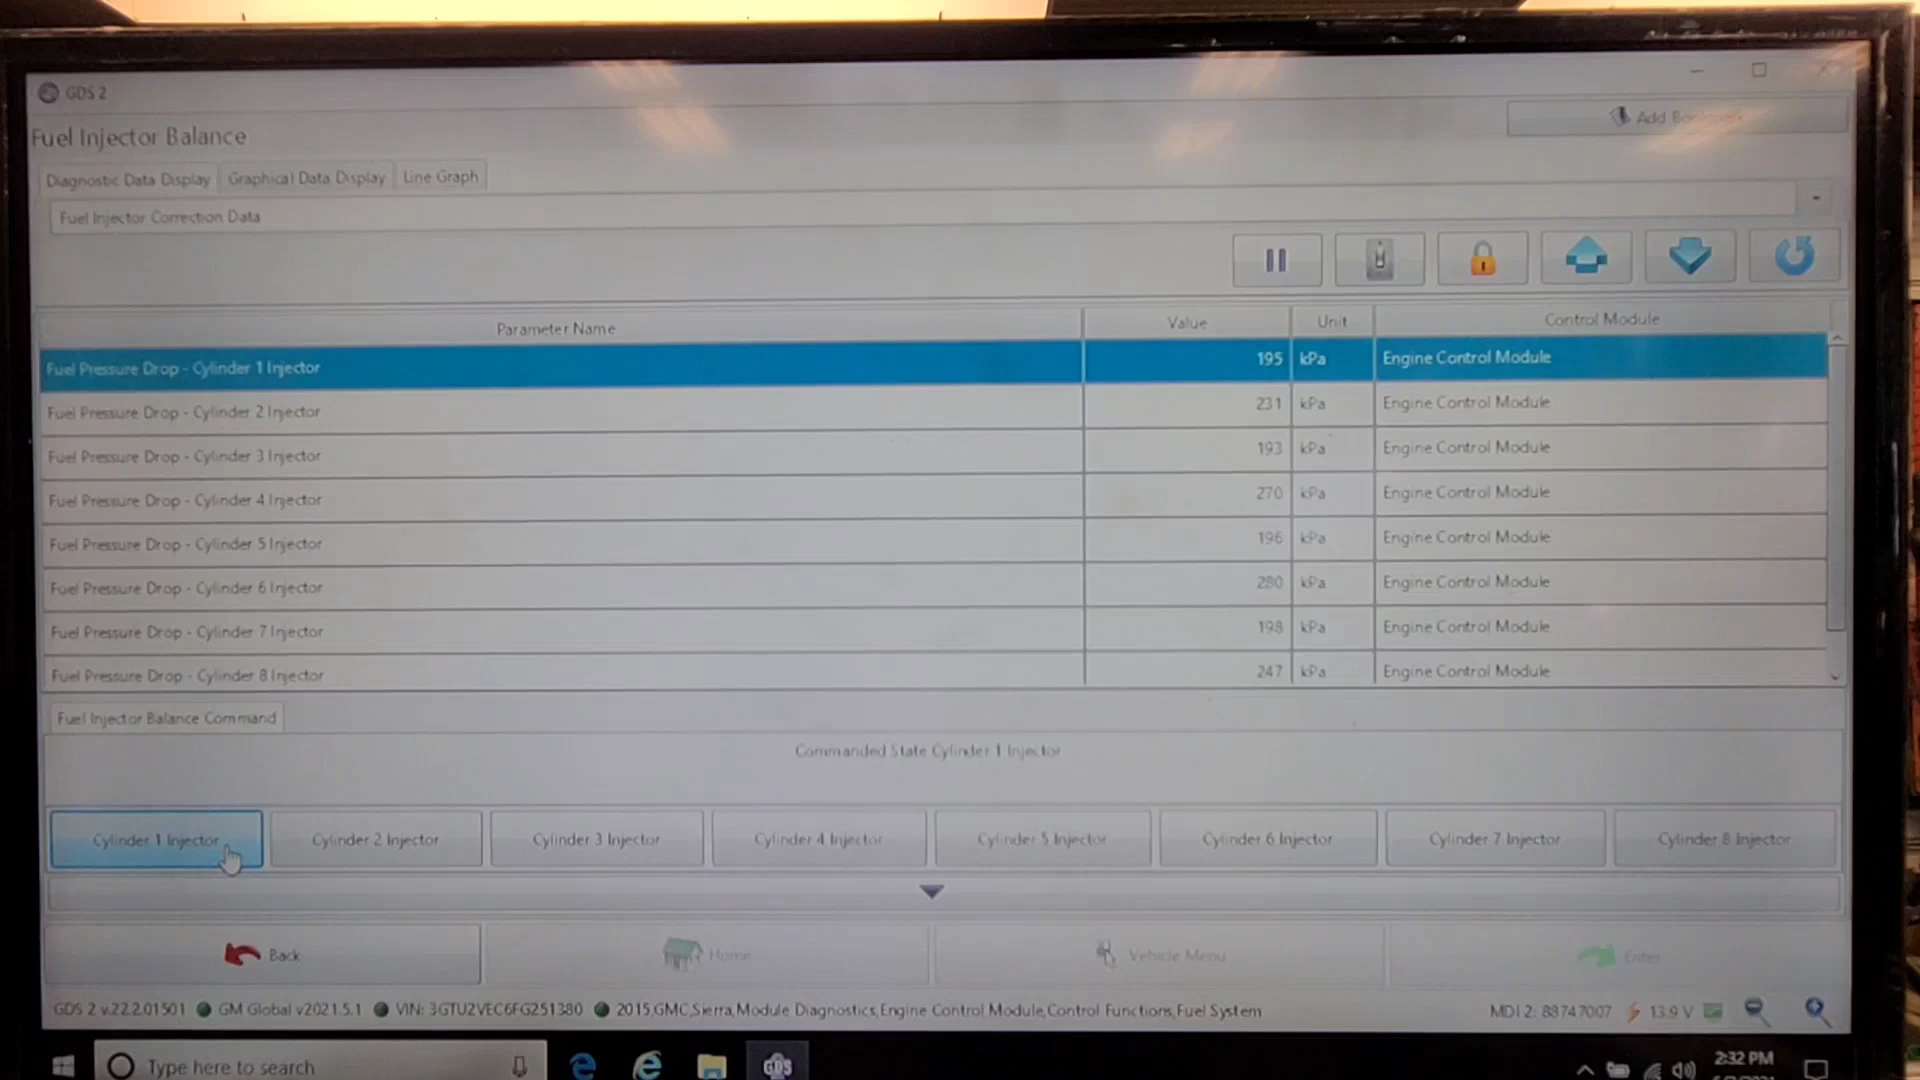 GDS 2
Fuel Injector Balance
Add
Diagnostic Data Display Graphical Data Display Line Graph
Fuel Injector Correction Data
Parameter Name Value Unit Control Module
Fuel Pressure Drop - Cylinder 1 Injector 195 kPa Engine Control Module
Fuel Pressure Drop - Cylinder 2 Injector 231 kPa Engine Control Module
Fuel Pressure Drop - Cylinder 3 Injector 193 kPa Engine Control Module
Fuel Pressure Drop - Cylinder 4 Injector 270 kPa Engine Control Module
Fuel Pressure Drop - Cylinder 5 Injector 196 kPa Engine Control Module
Fuel Pressure Drop - Cylinder 6 Injector 280 kPa Engine Control Module
Fuel Pressure Drop - Cylinder 7 Injector 198 kPa Engine Control Module
Fuel Pressure Drop - Cylinder 8 Injector 247 kPa Engine Control Module
Fuel Injector Balance Command
Commanded State Cylinder 1 Injector
Cylinder 1 Injector Cylinder 2 Injector Cylinder 3 Injector Cylinder 4 Injector Cylinder 5 Injector Cylinder 6 Injector Cylinder 7 Injector Cylinder 8 Injector
Back Home Vehicle Menu Enter
GDS 2 v.22.2.01501 GM Global v2021.5.1 VIN: 3GTU2VEC6FG251380 2015,GMC,Sierra,Module Diagnostics,Engine Control Module,Control Functions,Fuel System MDI 2: 88747007 13.9 V
Type here to search GDS 2:32 PM